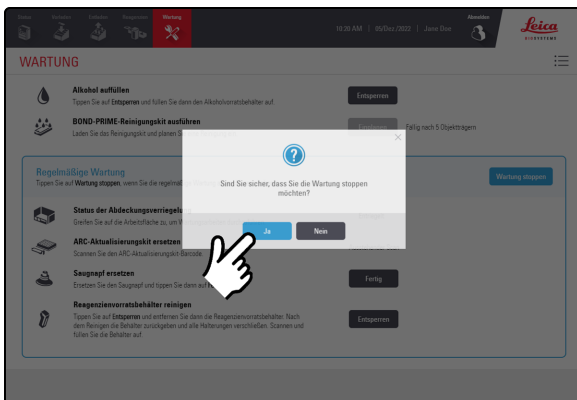 Status
Vorbelei
Entladen
Reagenzien
Wartung
10:20 AM | 05/Dez./2022 | Jane Doe
Abmelden
Leica
BIOSYSTEMS
WARTUNG
Alkohol auffüllen
Tippen Sie auf Entsperren und füllen Sie dann den Alkoholvorratsbehälter auf.
Entsperren
BOND-PRIME-Reinigungskit ausführen
Laden Sie das Reinigungskit und planen S
Fällig nach 5 Objektträgern
Regelmäßige Wartung
Tippen Sie auf Wartung stoppen, wenn Sie die regelmäß
Wartung stoppen
Sind Sie sicher, dass Sie die Wartung stoppen
möchten?
Ja
Nein
Status der Abdeckungsverriegelu
Greifen Sie auf die Arbeitsfläche zu, um W
ARC-Aktualisierungskit ersetzen
Scannen Sie den ARC-Aktualisierungskit-Barcode.
Saugnapf ersetzen
Ersetzen Sie den Saugnapf und tippen Sie dann auf F
Fertig
Reagenzienvorratsbehälter reinigen
Tippen Sie auf Entsperren und entfernen Sie dann die Reagenzienvorratsbehälter. Nach
dem Reinigen die Behälter zurückgeben und alle Halterungen verschließen. Scannen und
füllen Sie die Behälter auf.
Entsperren